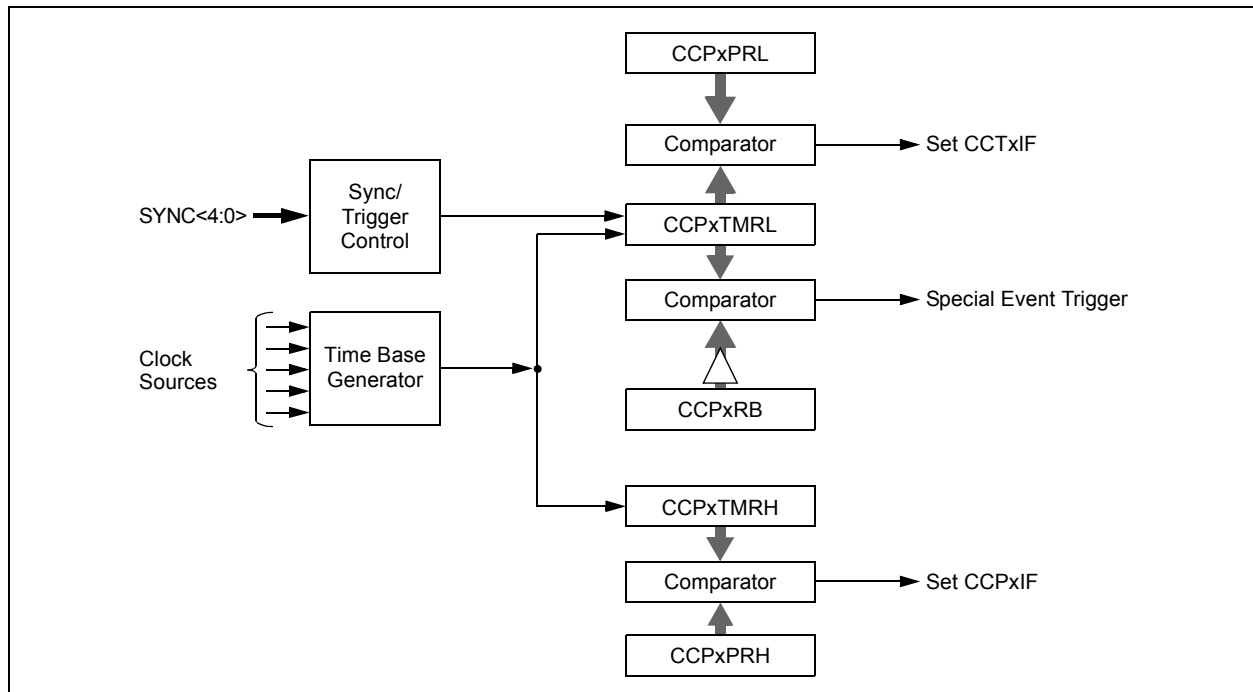 CCPxPRL
Comparator
Set CCTxIF
SYNC<4:0>
Sync/
Trigger
Control
CCPxTMRL
Comparator
Special Event Trigger
Clock
Sources
Time Base
Generator
CCPxRB
CCPxTMRH
Comparator
Set CCPxIF
CCPxPRH